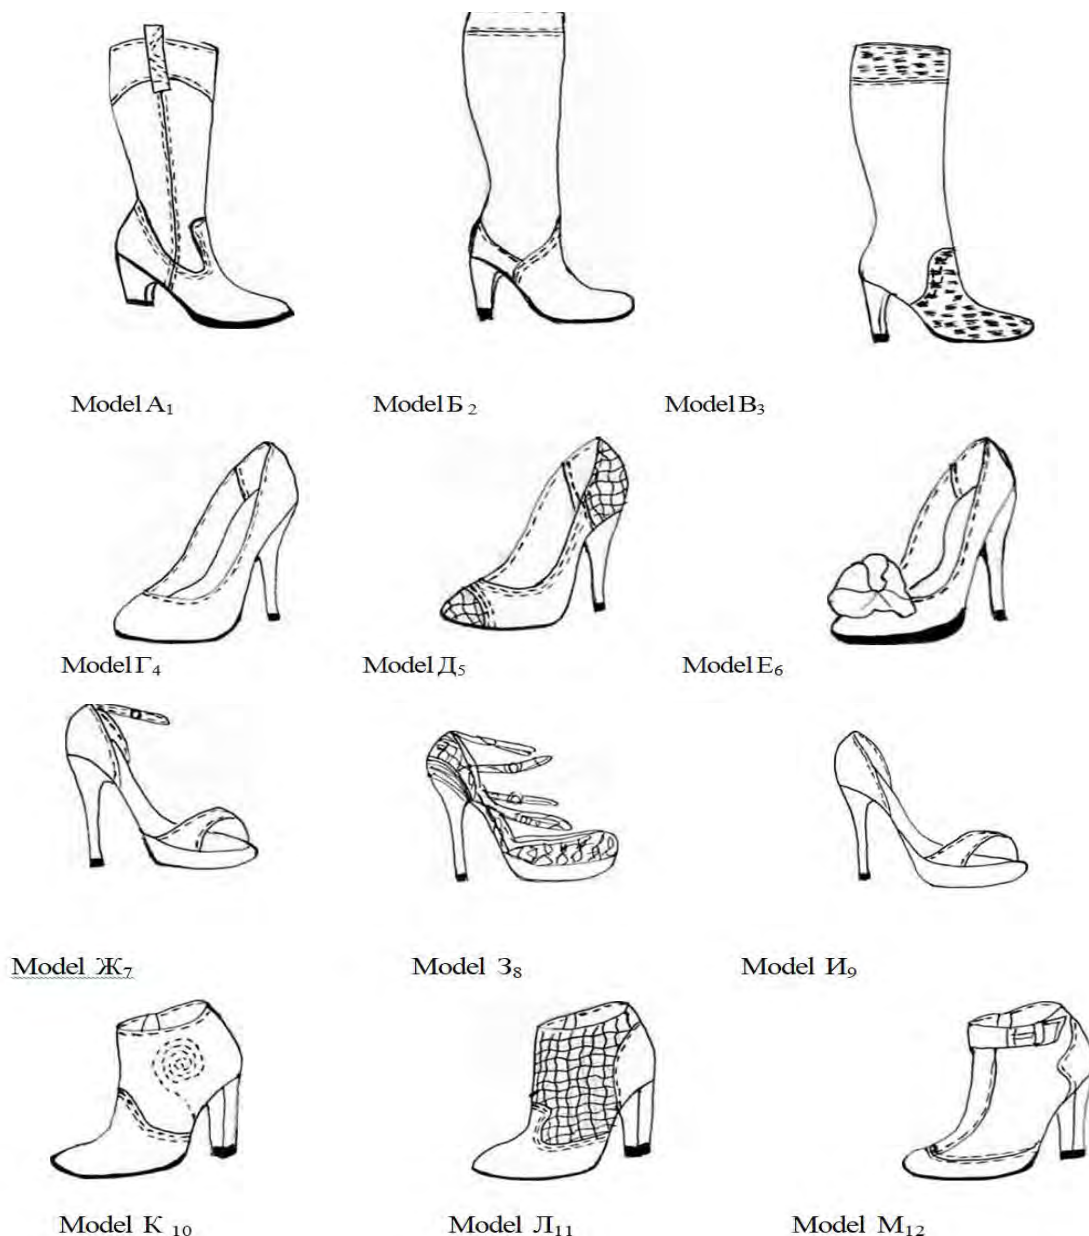 Model А₁ Model Б ₂ Model В₃
Model Г₄ Model Д₅ Model Е₆
Model Ж₇ Model З₈ Model И₉
Model К ₁₀ Model Л₁₁ Model М₁₂